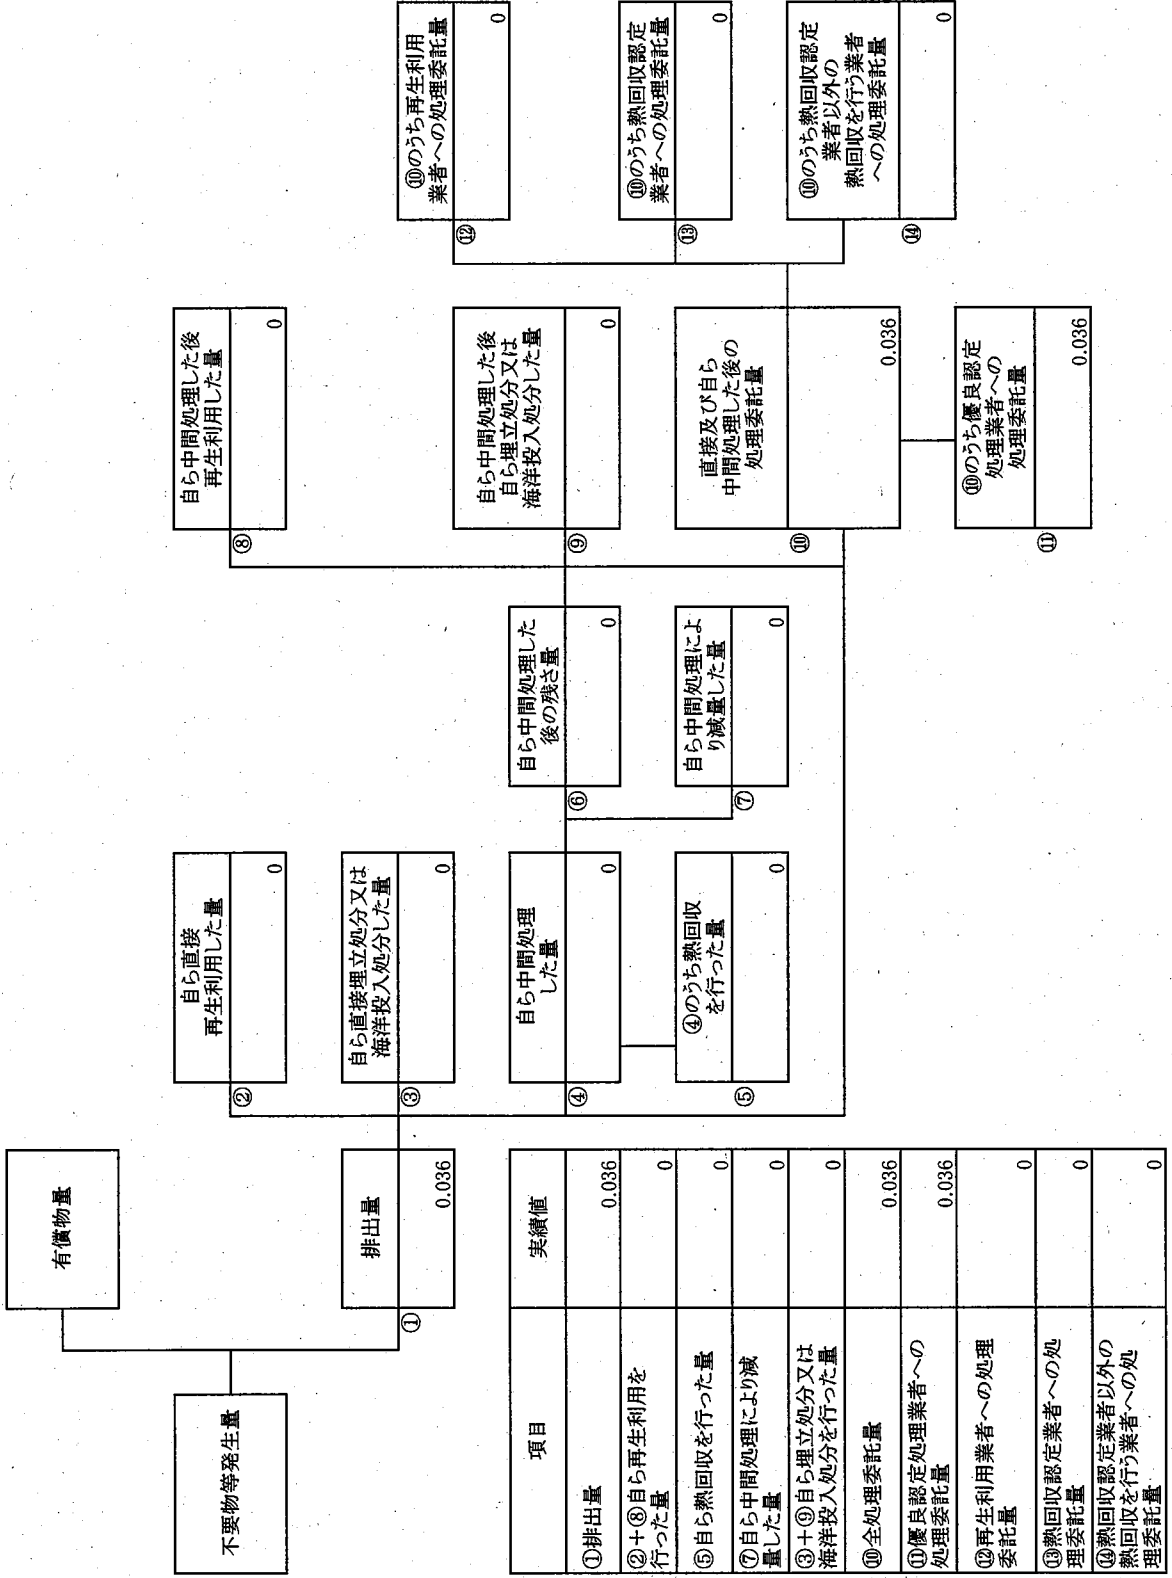 不要物等発生量
有償物量
排出量
①
0.036
自ら直接
再生利用した量
②
0
自ら直接埋立処分又は
海洋投入処分した量
③
0
自ら中間処理
した量
④
0
④のうち熱回収
を行った量
⑤
0
自ら中間処理した
後の残さ量
⑥
0
自ら中間処理によ
り減量した量
⑦
0
自ら中間処理した後
再生利用した量
⑧
0
自ら中間処理した後
自ら埋立処分又は
海洋投入処分した量
⑨
0
直接及び自ら
中間処理した後の
処理委託量
⑩
0.036
⑩のうち優良認定
処理業者への
処理委託量
⑪
0.036
⑩のうち再生利用
業者への処理委託量
⑫
0
⑩のうち熱回収認定
業者への処理委託量
⑬
0
⑩のうち熱回収認定
業者以外の
熱回収を行う業者
への処理委託量
⑭
0
項目 実績値
①排出量 0.036
②+⑧自ら再生利用を
行った量 0
⑤自ら熱回収を行った量 0
⑦自ら中間処理により減
量した量 0
③+⑨自ら埋立処分又は
海洋投入処分を行った量 0
⑩全処理委託量 0.036
⑪優良認定処理業者への
処理委託量 0.036
⑫再生利用業者への処理
委託量 0
⑬熱回収認定業者への処
理委託量 0
⑭熱回収認定業者以外の
熱回収を行う業者への処
理委託量 0